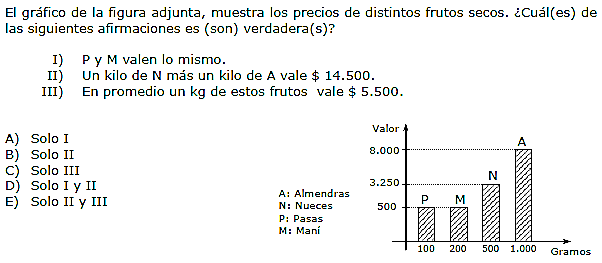 El gráfico de la figura adjunta, muestra los precios de distintos frutos secos. ¿Cuál(es) de
las siguientes afirmaciones es (son) verdadera(s)?
I) P y M valen lo mismo.
II) Un kilo de N más un kilo de A vale $ 14.500.
III) En promedio un kg de estos frutos vale $ 5.500.
A) Solo I
B) Solo II
C) Solo III
D) Solo I y II
E) Solo II y III
A: Almendras
N: Nueces
P: Pasas
M: Maní
Valor
8.000
3.250
500
P
M
N
A
100 200 500 1.000
Gramos